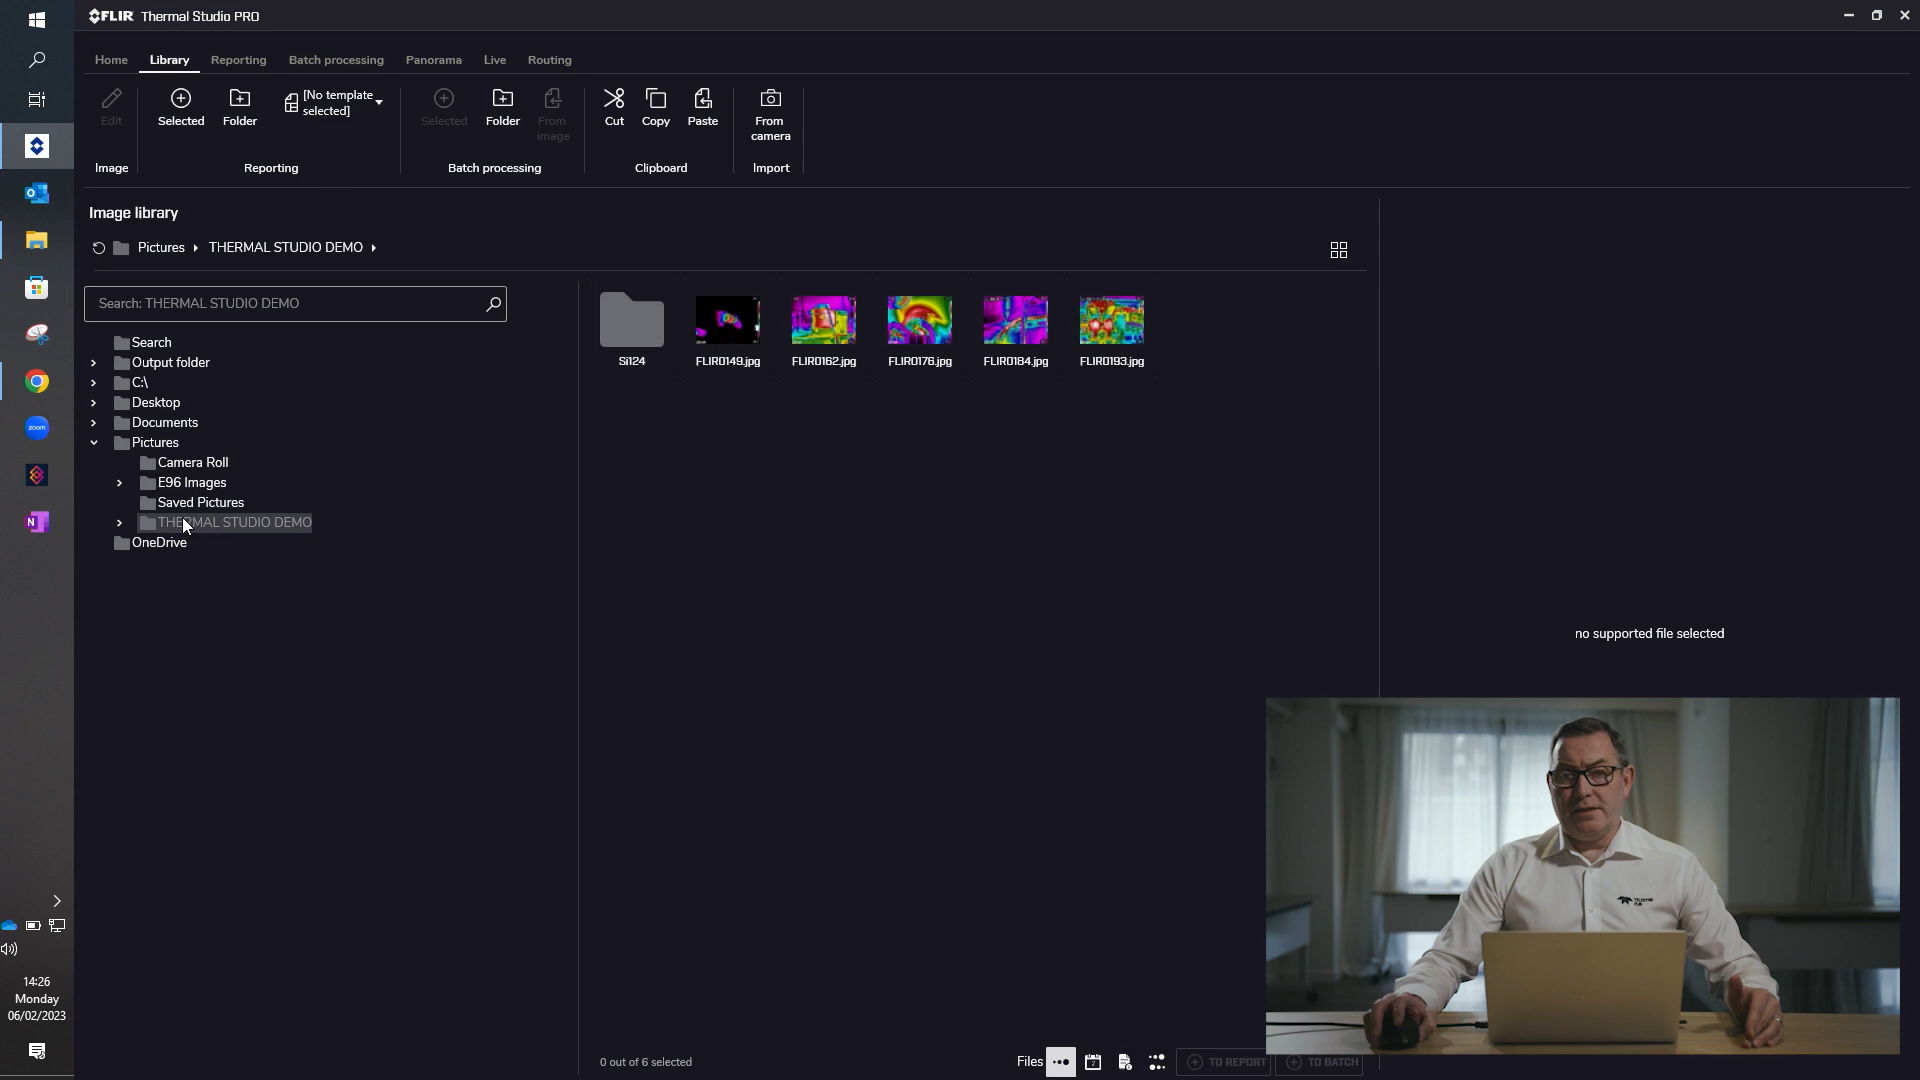 FLIR Thermal Studio PRO
Home Library Reporting Batch processing Panorama Live Routing
Edit
Image
Selected
Folder
[No template selected]
Reporting
Selected
Folder
From image
Batch processing
Cut
Copy
Paste
Clipboard
From camera
Import
Image library
Pictures THERMAL STUDIO DEMO
Search: THERMAL STUDIO DEMO
Search
Output folder
C:\
Desktop
Documents
Pictures
Camera Roll
E96 Images
Saved Pictures
THERMAL STUDIO DEMO
OneDrive
Si124
FLIR0149.jpg
FLIR0162.jpg
FLIR0176.jpg
FLIR0184.jpg
FLIR0193.jpg
no supported file selected
zoom
14:26
Monday
06/02/2023
0 out of 6 selected
Files
TO REPORT
TO BATCH
TELEDYNE
FLIR